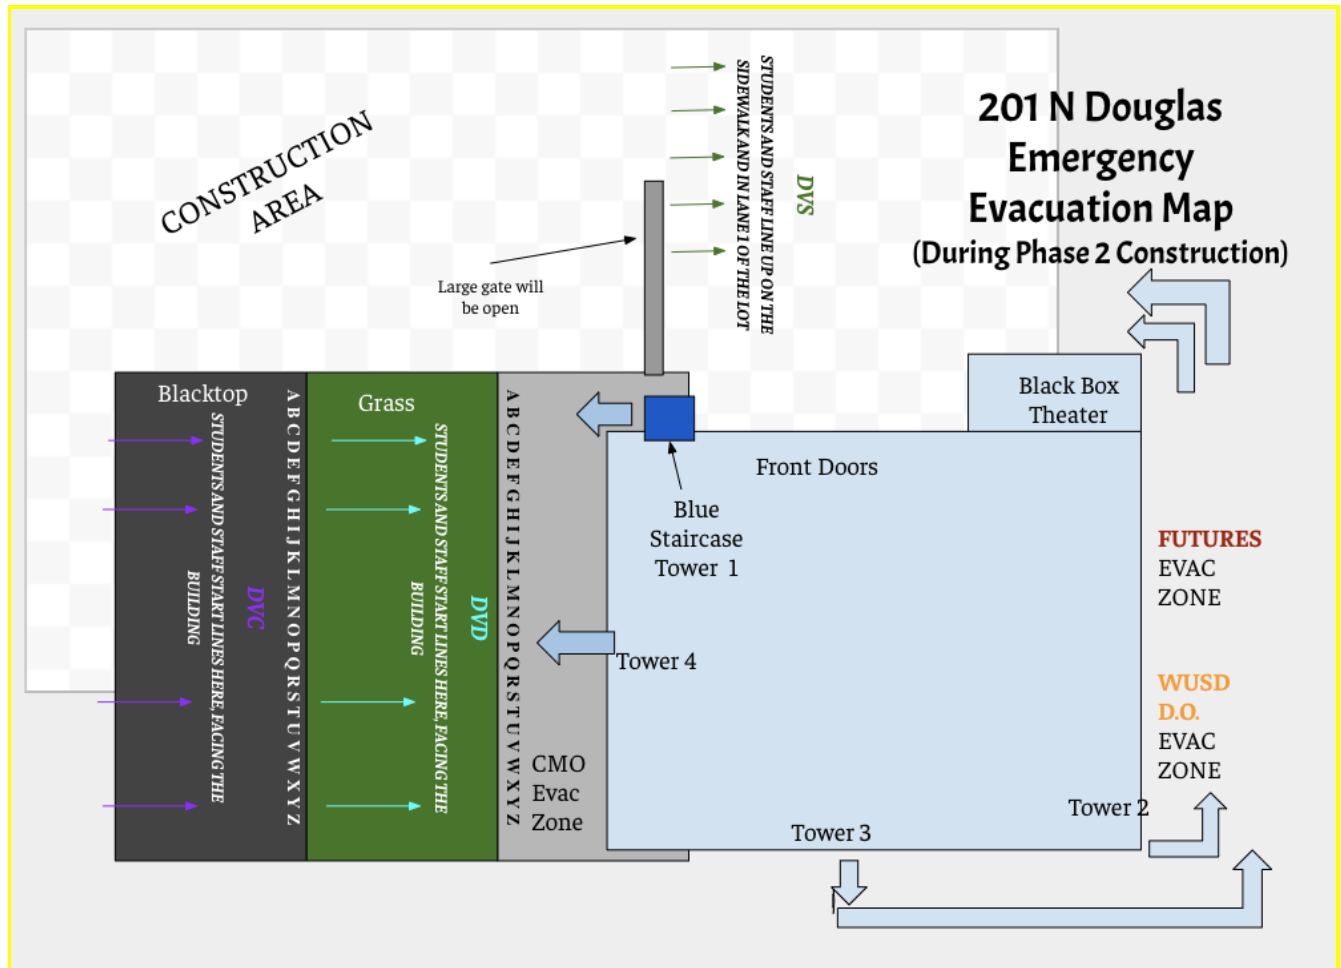 201 N Douglas
Emergency
Evacuation Map
(During Phase 2 Construction)
CONSTRUCTION
AREA
Large gate will
be open
STUDENTS AND STAFF LINE UP ON THE
SIDEWALK AND IN LANE 1 OF THE LOT
DVS
Blacktop
STUDENTS AND STAFF START LINES HERE, FACING THE
BUILDING
DVC
A B C D E F G H I J K L M N O P Q R S T U V W X Y Z
Grass
STUDENTS AND STAFF START LINES HERE, FACING THE
BUILDING
DVD
A B C D E F G H I J K L M N O P Q R S T U V W X Y Z
CMO
Evac
Zone
Blue
Staircase
Tower 1
Front Doors
Black Box
Theater
Tower 4
Tower 3
Tower 2
FUTURES
EVAC
ZONE
WUSD
D.O.
EVAC
ZONE